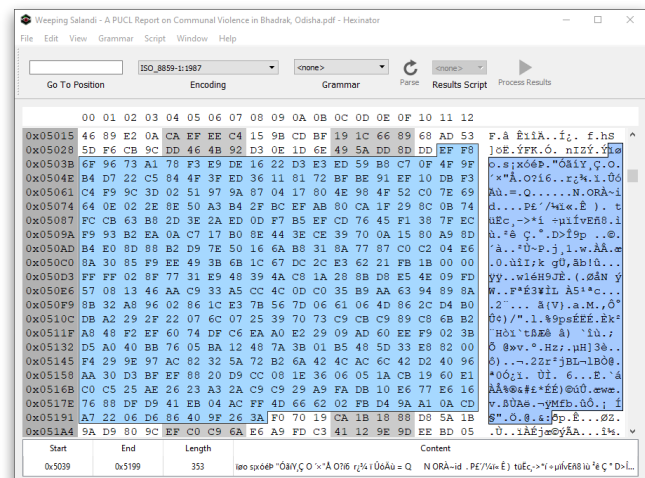 Weeping Salandi - A PUCL Report on Communal Violence in Bhadrak, Odisha.pdf - Hexinator
File Edit View Grammar Script Window Help
ISO_8859-1:1987 <none> <none>
Go To Position Encoding Grammar Parse Results Script Process Results
00 01 02 03 04 05 06 07 08 09 0A 0B 0C 0D 0E 0F 10 11 12
0x05015 46 89 E2 0A CA EF EE C4 15 9B CD BF 19 1C 66 89 68 AD 53
0x05028 5D F6 CB 9C DD 46 4B 92 D3 0E 1D 6E 49 5A DD 8D DD EF F8
0x0503B 6F 96 73 A1 78 F3 E9 DE 16 22 D3 E3 ED 59 B8 C7 0F 4F 9F
0x0504E B4 D7 22 C5 84 4F 3F ED 36 11 81 72 BF BE 91 EF 10 DB F3
0x05061 C4 F9 9C 3D 02 51 97 9A 87 04 17 80 4E 98 4F 52 C0 7E 69
0x05074 64 0E 02 2E 8E 50 A3 B4 2F BC EF AB 80 CA 1F 29 8C 0B 74
0x05087 FC CB 63 B8 2D 3E 2A ED 0D F7 B5 EF CD 76 45 F1 38 7F EC
0x0509A F9 93 B2 EA 0A C7 17 B0 8E 44 3E CE 39 70 0A 15 80 A9 8D
0x050AD B4 E0 8D 88 B2 D9 7E 50 16 6A B8 31 8A 77 87 C0 C2 04 E6
0x050C0 8A 30 85 F9 EE 49 3B 6B 1C 67 DC 2C E3 62 21 FB 1B 00 00
0x050D3 FF FF 02 8F 77 31 E9 48 39 4A C8 1A 28 8B D8 E5 4E 09 FD
0x050E6 57 08 13 46 AA C9 33 A5 CC 4C 0D C0 35 B9 AA 63 94 89 8A
0x050F9 8B 32 A8 96 02 86 1C E3 7B 56 7D 06 61 06 4D 86 2C D4 B0
0x0510C DB A2 29 2F 22 07 6C 07 25 39 70 73 C9 CB C9 89 C8 6B B2
0x0511F A8 48 F2 EF 60 74 DF C6 EA A0 E2 29 09 AD 60 EE F9 02 3B
0x05132 D5 A0 40 BB 76 05 BA 12 48 7A 3B 01 B5 48 5D 33 E8 82 00
0x05145 F4 29 9E 97 AC 82 32 5A 72 B2 6A 42 4C AC 6C 42 D2 40 96
0x05158 AA 30 D3 BF EF 88 20 D9 CC 08 1E 36 06 05 1A CB 19 60 E1
0x0516B C0 C5 25 AE 26 23 A3 2A C9 C9 29 A9 FA DB 10 E6 77 E6 16
0x0517E 76 88 DF D9 41 EB 04 AC FF 4D 66 62 02 FB D4 9A A1 0A CD
0x05191 A7 22 06 D6 86 40 9F 26 3A F0 70 19 CA 1B 18 88 D8 5A 1B
0x051A4 9A D9 80 9C EF C0 C9 6A E6 A9 FD C3 41 12 9E 9D EE BD 05
Start End Length Content
0x5039 0x5199 353